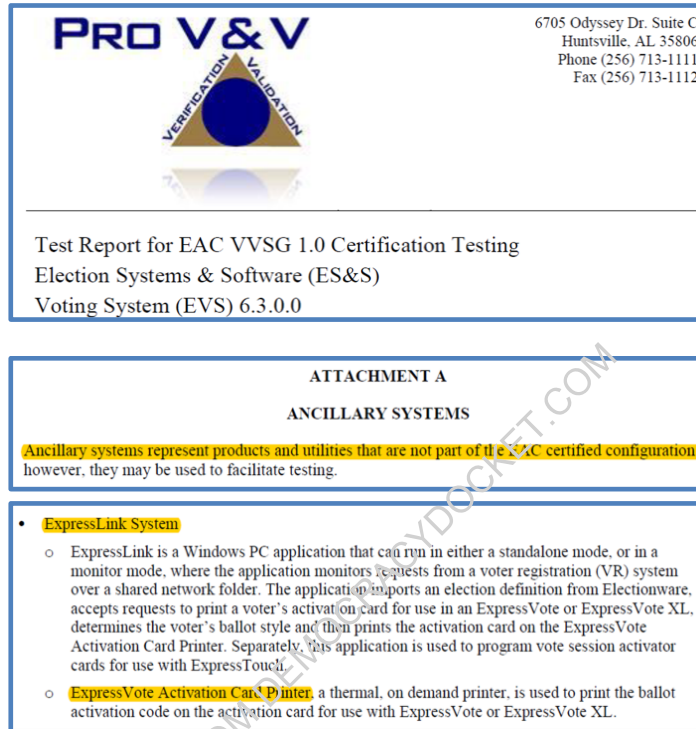 PRO V&V
VERIFICATION
VALIDATION
6705 Odyssey Dr. Suite C
Huntsville, AL 35806
Phone (256) 713-1111
Fax (256) 713-1112
Test Report for EAC VVSG 1.0 Certification Testing
Election Systems & Software (ES&S)
Voting System (EVS) 6.3.0.0
ATTACHMENT A
ANCILLARY SYSTEMS
Ancillary systems represent products and utilities that are not part of the EAC certified configuration
however, they may be used to facilitate testing.
• ExpressLink System
o ExpressLink is a Windows PC application that can run in either a standalone mode, or in a
monitor mode, where the application monitors requests from a voter registration (VR) system
over a shared network folder. The application imports an election definition from Electionware,
accepts requests to print a voter's activation card for use in an ExpressVote or ExpressVote XL,
determines the voter's ballot style and then prints the activation card on the ExpressVote
Activation Card Printer. Separately, this application is used to program vote session activator
cards for use with ExpressTouch.
o ExpressVote Activation Card Printer, a thermal, on demand printer, is used to print the ballot
activation code on the activation card for use with ExpressVote or ExpressVote XL.
OM DEMOCRACYDOCKET.COM